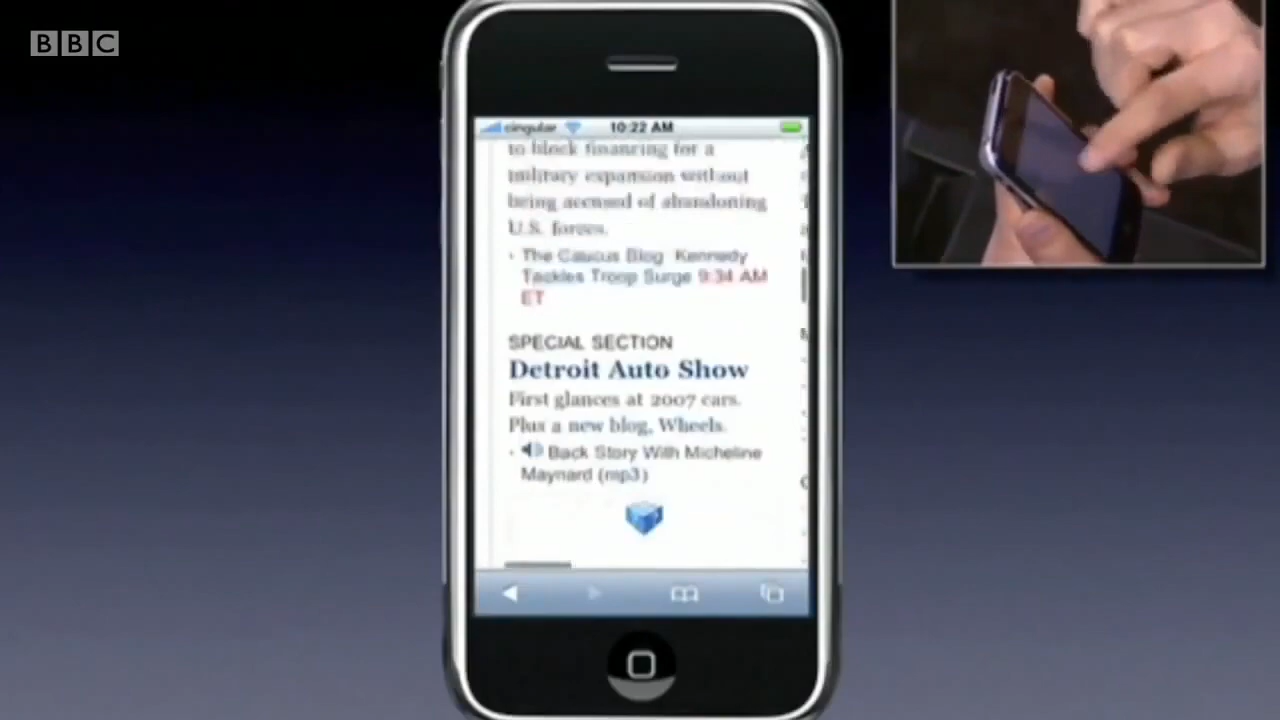 BBC
cingular 10:22 AM
to block financing for a
military expansion without
being accused of abandoning
U.S. forces.
The Caucus Blog Kennedy
Tackles Troop Surge 9:34 AM
ET
SPECIAL SECTION
Detroit Auto Show
First glances at 2007 cars.
Plus a new blog, Wheels.
Back Story With Micheline
Maynard (mp3)